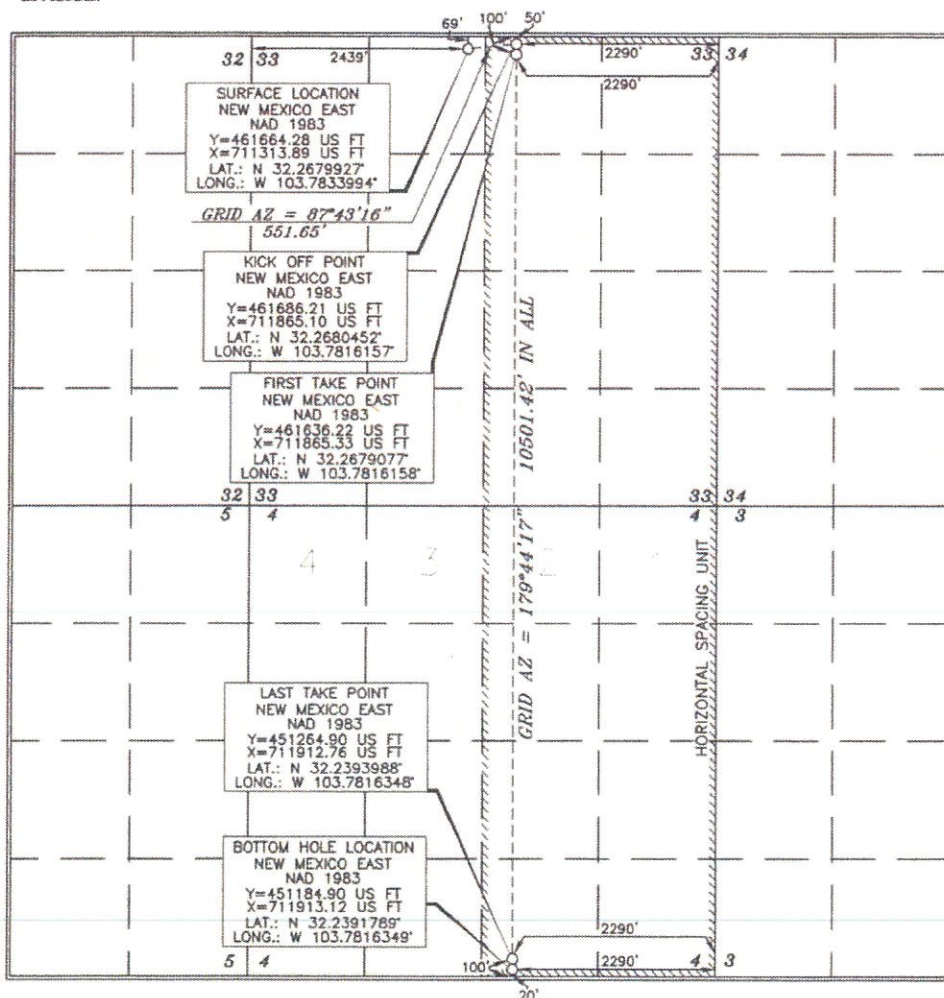 69'
100'
50'
32 33
2439'
2290'
33 34
2290'
SURFACE LOCATION
NEW MEXICO EAST
NAD 1983
Y=461664.28 US FT
X=711313.89 US FT
LAT.: N 32.2679927°
LONG.: W 103.7833994°
GRID AZ = 87°43'16"
551.65'
KICK OFF POINT
NEW MEXICO EAST
NAD 1983
Y=461686.21 US FT
X=711865.10 US FT
LAT.: N 32.2680452°
LONG.: W 103.7816157°
FIRST TAKE POINT
NEW MEXICO EAST
NAD 1983
Y=461636.22 US FT
X=711865.33 US FT
LAT.: N 32.2679077°
LONG.: W 103.7816158°
GRID AZ = 179°44'17" 10501.42' IN ALL
32 33
5 4
33 34
4 3
4 3 2 1
HORIZONTAL SPACING UNIT
LAST TAKE POINT
NEW MEXICO EAST
NAD 1983
Y=451264.90 US FT
X=711912.76 US FT
LAT.: N 32.2393988°
LONG.: W 103.7816348°
BOTTOM HOLE LOCATION
NEW MEXICO EAST
NAD 1983
Y=451184.90 US FT
X=711913.12 US FT
LAT.: N 32.2391789°
LONG.: W 103.7816349°
2290'
5 4
100'
2290'
4 3
20'